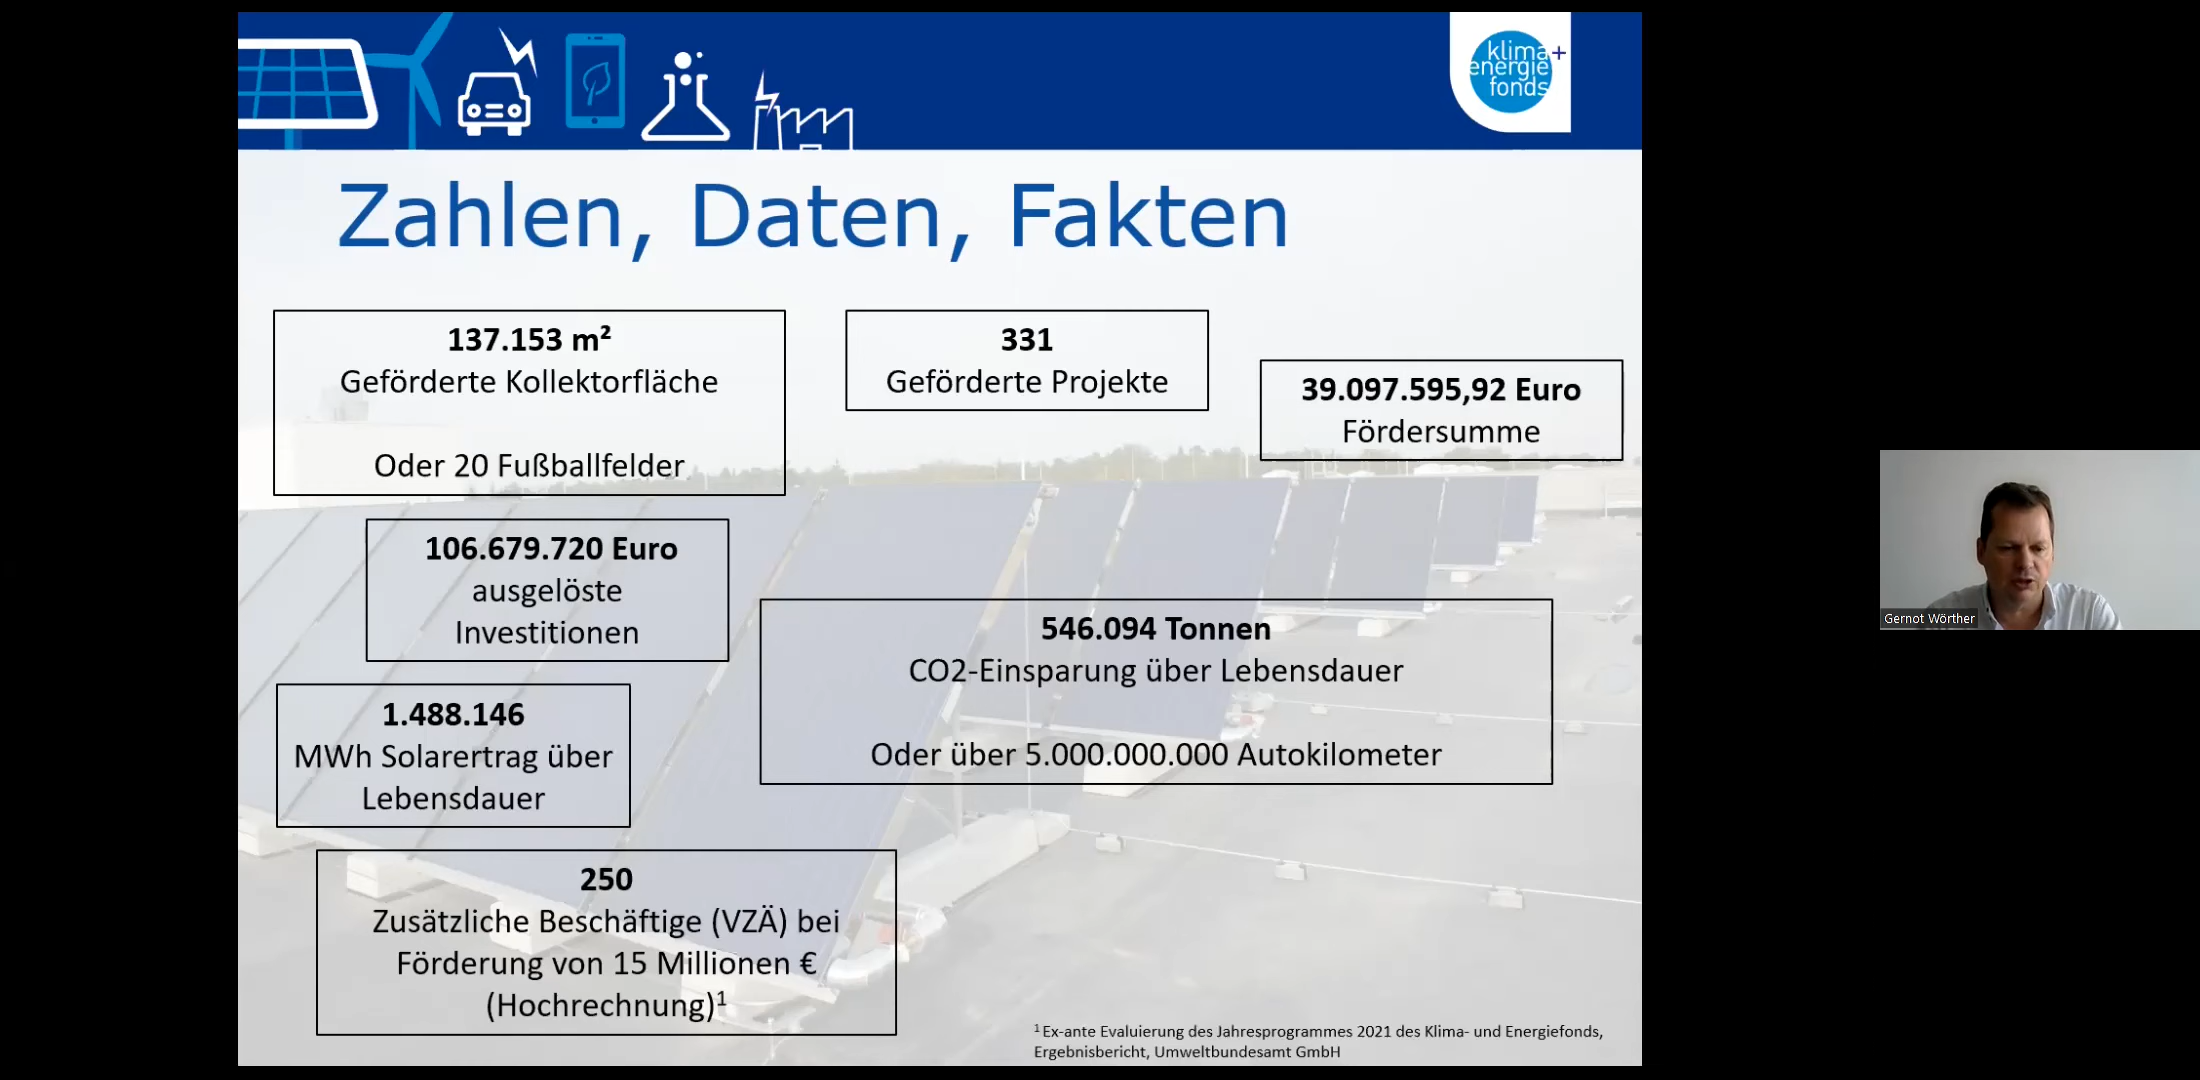 klima+
energie
fonds
Zahlen, Daten, Fakten
137.153 m²
Geförderte Kollektorfläche
Oder 20 Fußballfelder
331
Geförderte Projekte
39.097.595,92 Euro
Fördersumme
106.679.720 Euro
ausgelöste
Investitionen
546.094 Tonnen
CO2-Einsparung über Lebensdauer
Oder über 5.000.000.000 Autokilometer
1.488.146
MWh Solarertrag über
Lebensdauer
250
Zusätzliche Beschäftige (VZÄ) bei
Förderung von 15 Millionen €
(Hochrechnung)¹
¹ Ex-ante Evaluierung des Jahresprogrammes 2021 des Klima- und Energiefonds,
Ergebnisbericht, Umweltbundesamt GmbH
Gernot Wörther